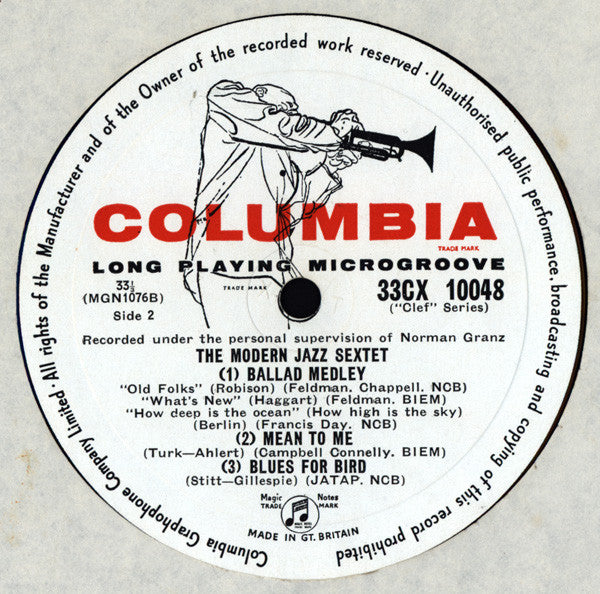 All rights of the Manufacturer and of the Owner of the recorded work reserved · Unauthorised public performance, broadcasting and copying of this record prohibited
Columbia Graphophone Company Limited ·
COLUMBIA
TRADE MARK
LONG PLAYING MICROGROOVE
TRADE MARK
33⅓
(MGN1076B)
Side 2
33CX 10048
("Clef" Series)
Recorded under the personal supervision of Norman Granz
THE MODERN JAZZ SEXTET
(1) BALLAD MEDLEY
"Old Folks" (Robison) (Feldman. Chappell. NCB)
"What's New" (Haggart) (Feldman. BIEM)
"How deep is the ocean" (How high is the sky)
(Berlin) (Francis Day. NCB)
(2) MEAN TO ME
(Turk—Ahlert) (Campbell Connelly. BIEM)
(3) BLUES FOR BIRD
(Stitt—Gillespie) (JATAP. NCB)
Magic Notes
TRADE MARK
MADE IN GT. BRITAIN